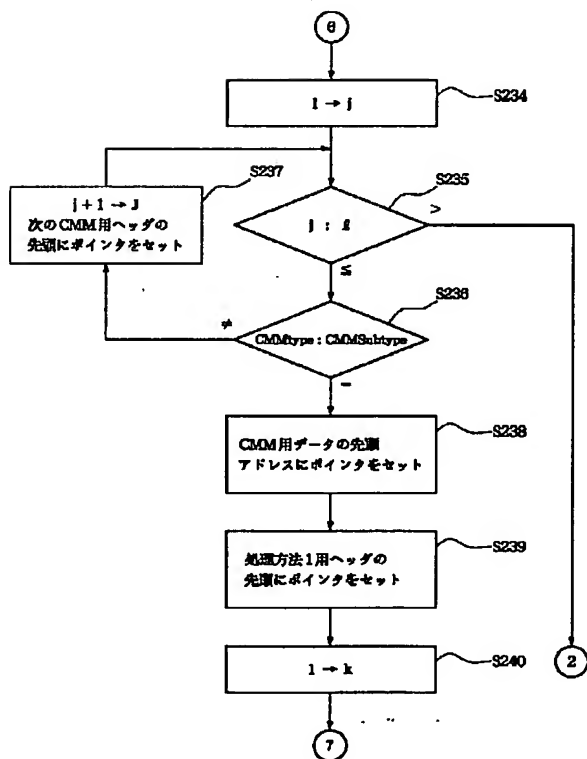 6
1 → j
S234
S237
j + 1 → J
次のCMM用ヘッダの
先頭にポインタをセット
S235
j : ℓ
>
≦
S236
≠
CMMtype : CMMSubtype
=
CMM用データの先頭
アドレスにポインタをセット
S238
処理方法1用ヘッダの
先頭にポインタをセット
S239
1 → k
S240
2
7